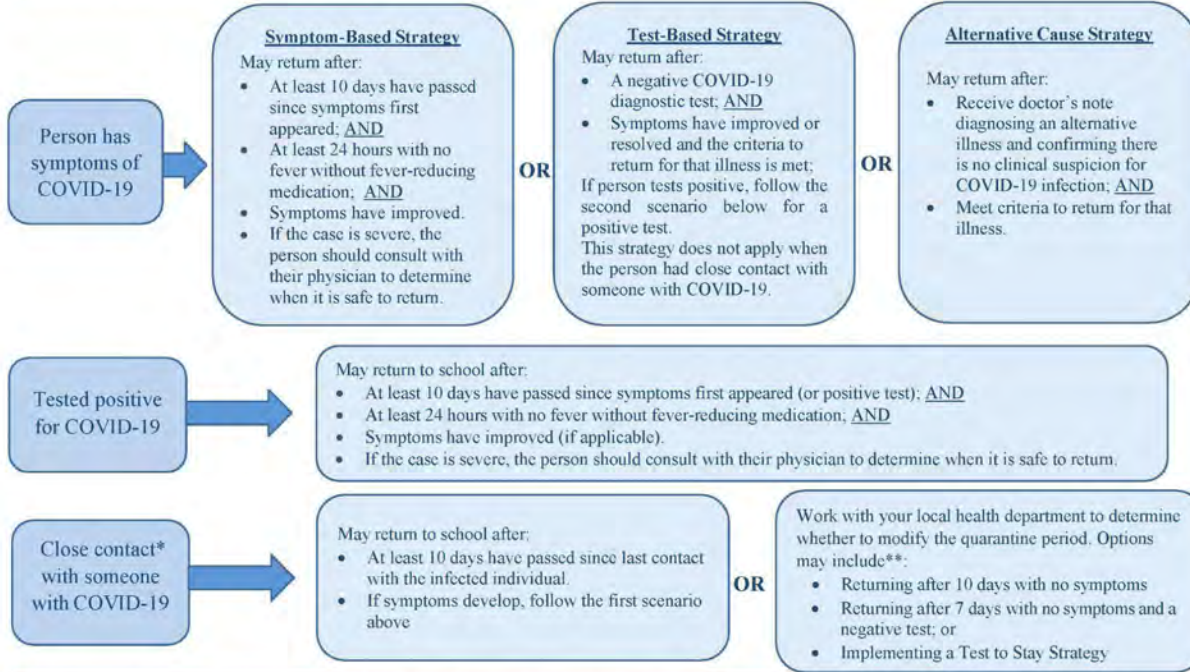 Person has
symptoms of
COVID-19
Symptom-Based Strategy
May return after:
• At least 10 days have passed
since symptoms first
appeared; AND
• At least 24 hours with no
fever without fever-reducing
medication; AND
• Symptoms have improved.
• If the case is severe, the
person should consult with
their physician to determine
when it is safe to return.
OR
Test-Based Strategy
May return after:
• A negative COVID-19
diagnostic test; AND
• Symptoms have improved or
resolved and the criteria to
return for that illness is met;
If person tests positive, follow the
second scenario below for a
positive test.
This strategy does not apply when
the person had close contact with
someone with COVID-19.
OR
Alternative Cause Strategy
May return after:
• Receive doctor's note
diagnosing an alternative
illness and confirming there
is no clinical suspicion for
COVID-19 infection; AND
• Meet criteria to return for that
illness.
Tested positive
for COVID-19
May return to school after:
• At least 10 days have passed since symptoms first appeared (or positive test); AND
• At least 24 hours with no fever without fever-reducing medication; AND
• Symptoms have improved (if applicable).
• If the case is severe, the person should consult with their physician to determine when it is safe to return.
Close contact*
with someone
with COVID-19
May return to school after:
• At least 10 days have passed since last contact
with the infected individual.
• If symptoms develop, follow the first scenario
above
OR
Work with your local health department to determine
whether to modify the quarantine period. Options
may include**:
• Returning after 10 days with no symptoms
• Returning after 7 days with no symptoms and a
negative test; or
• Implementing a Test to Stay Strategy